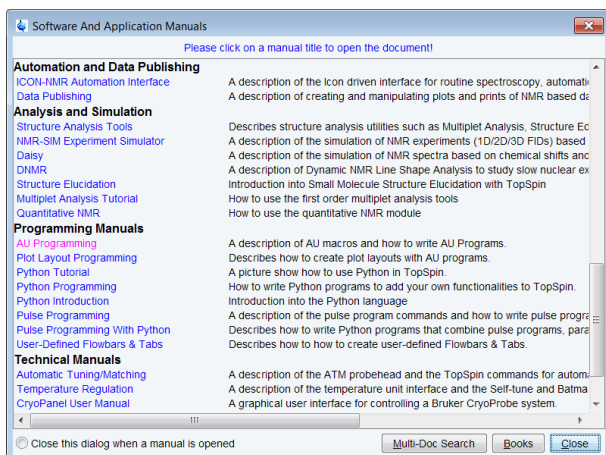 Software And Application Manuals
Please click on a manual title to open the document!
Automation and Data Publishing
ICON-NMR Automation Interface A description of the Icon driven interface for routine spectroscopy, automati
Data Publishing A description of creating and manipulating plots and prints of NMR based da
Analysis and Simulation
Structure Analysis Tools Describes structure analysis utilities such as Multiplet Analysis, Structure Ed
NMR-SIM Experiment Simulator A description of the simulation of NMR experiments (1D/2D/3D FIDs) based
Daisy A description of the simulation of NMR spectra based on chemical shifts and
DNMR A description of Dynamic NMR Line Shape Analysis to study slow nuclear ex
Structure Elucidation Introduction into Small Molecule Structure Elucidation with TopSpin
Multiplet Analysis Tutorial How to use the first order multiplet analysis tools
Quantitative NMR How to use the quantitative NMR module
Programming Manuals
AU Programming A description of AU macros and how to write AU Programs.
Plot Layout Programming Describes how to create plot layouts with AU programs.
Python Tutorial A picture show how to use Python in TopSpin.
Python Programming How to write Python programs to add your own functionalities to TopSpin.
Python Introduction Introduction into the Python language
Pulse Programming A description of the pulse program commands and how to write pulse progra
Pulse Programming With Python Describes how to write Python programs that combine pulse programs, para
User-Defined Flowbars & Tabs Describes how to how to create user-defined Flowbars & Tabs.
Technical Manuals
Automatic Tuning/Matching A description of the ATM probehead and the TopSpin commands for automa
Temperature Regulation A description of the temperature unit interface and the Self-tune and Batma
CryoPanel User Manual A graphical user interface for controlling a Bruker CryoProbe system.
Close this dialog when a manual is opened Multi-Doc Search Books Close